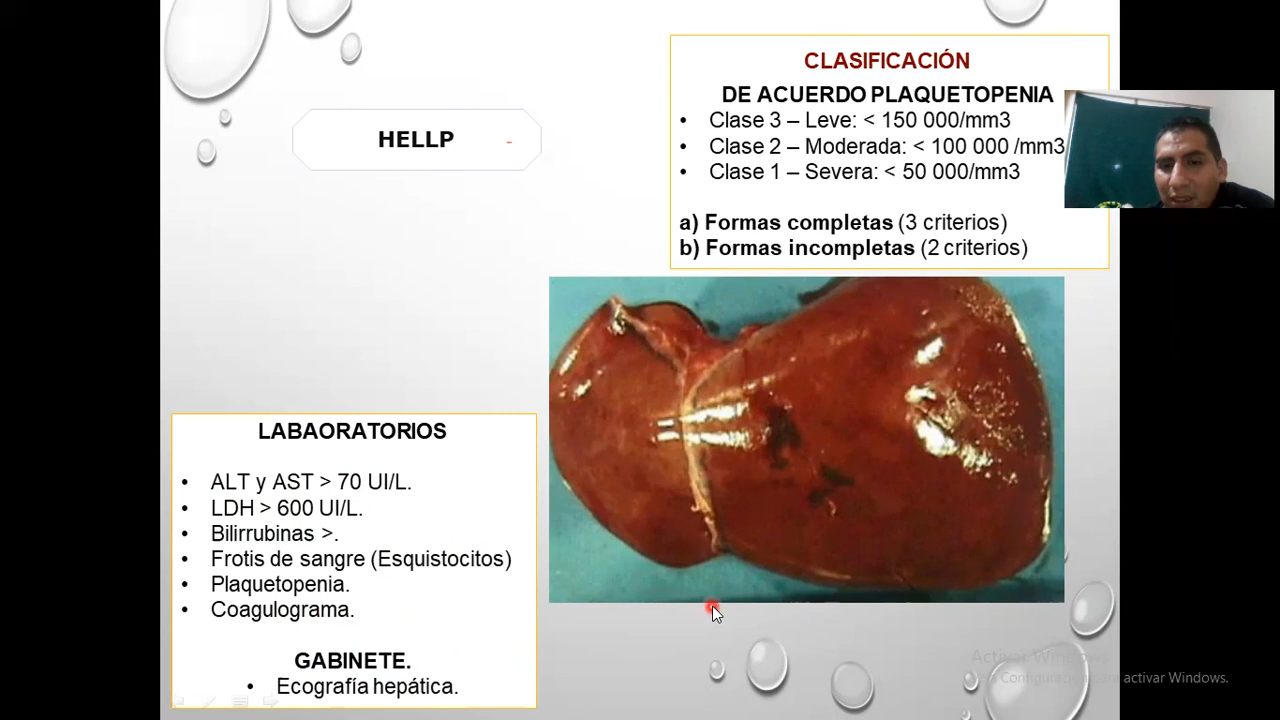 HELLP -
CLASIFICACIÓN
DE ACUERDO PLAQUETOPENIA
• Clase 3 – Leve: < 150 000/mm3
• Clase 2 – Moderada: < 100 000 /mm3
• Clase 1 – Severa: < 50 000/mm3
a) Formas completas (3 criterios)
b) Formas incompletas (2 criterios)
LABAORATORIOS
• ALT y AST > 70 UI/L.
• LDH > 600 UI/L.
• Bilirrubinas >.
• Frotis de sangre (Esquistocitos)
• Plaquetopenia.
• Coagulograma.
GABINETE.
• Ecografía hepática.
Activar Windows
activar Windows.